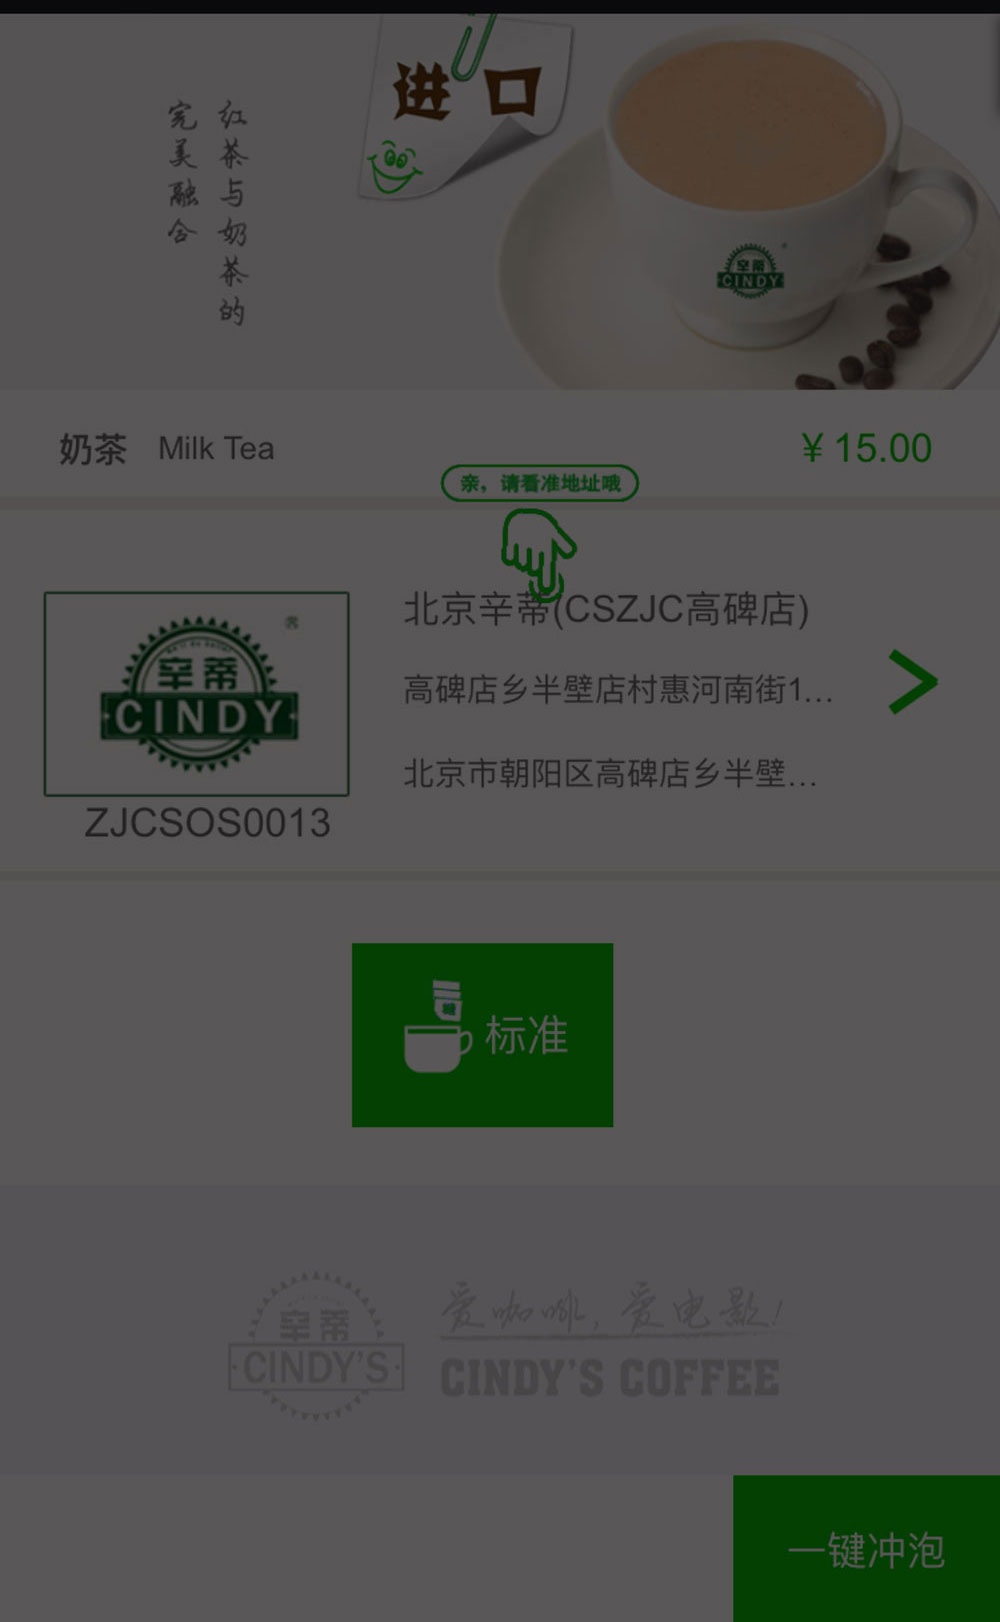 进口
红茶与奶茶的
完美融合
辛蒂
CINDY
奶茶 Milk Tea
¥ 15.00
亲，请看准地址哦
北京辛蒂(CSZJC高碑店)
高碑店乡半壁店村惠河南街1...
北京市朝阳区高碑店乡半壁...
辛蒂
CINDY
ZJCSOS0013
标准
辛蒂
CINDY'S
爱咖啡, 爱电影!
CINDY'S COFFEE
一键冲泡